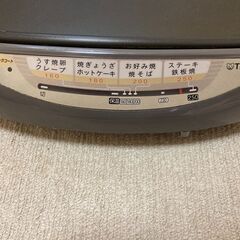 うす焼卵
クレープ
160
焼ぎょうざ
ホットケーキ
180
お好み焼
焼そば
200
ステーキ
鉄板焼
250
切
保温
250